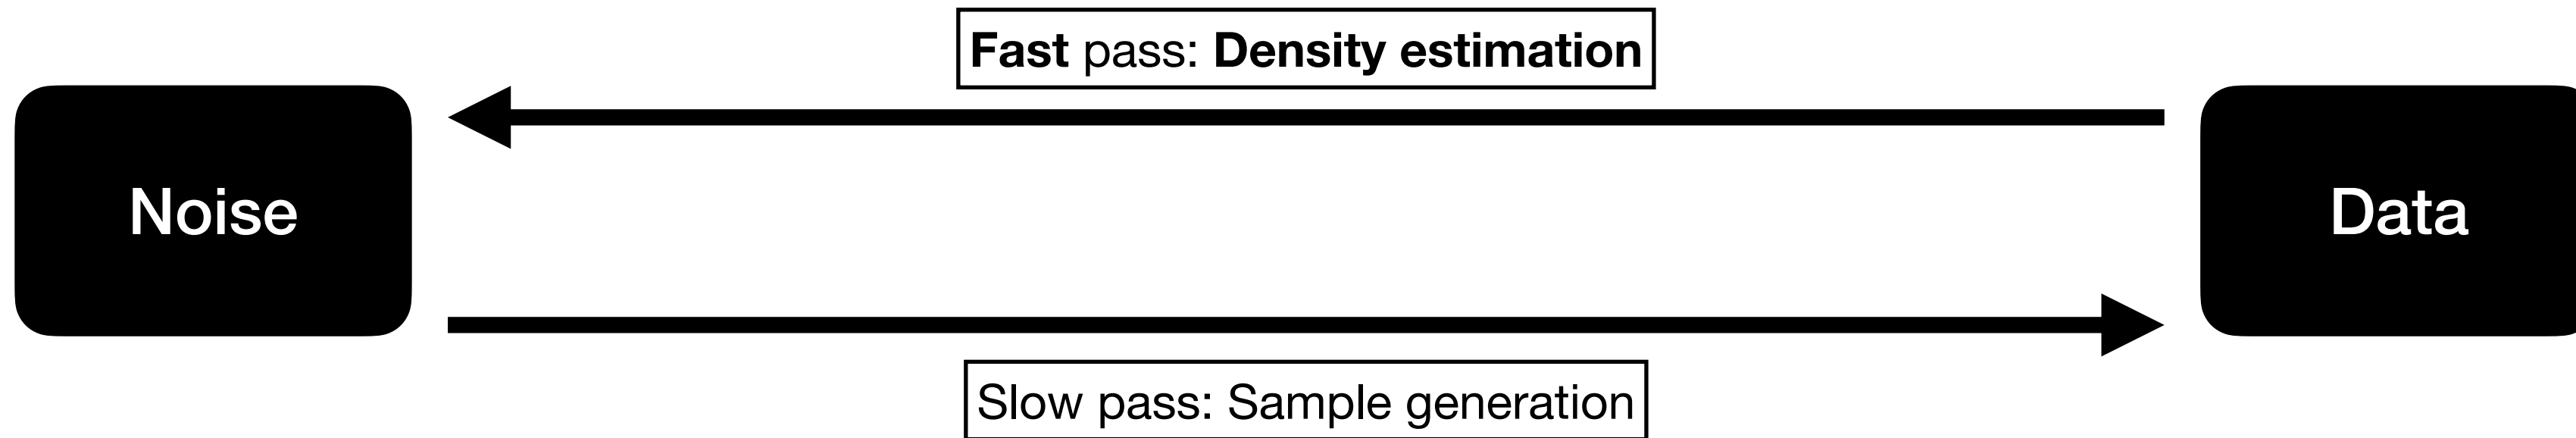 Fast pass: Density estimation
Noise
Data
Slow pass: Sample generation